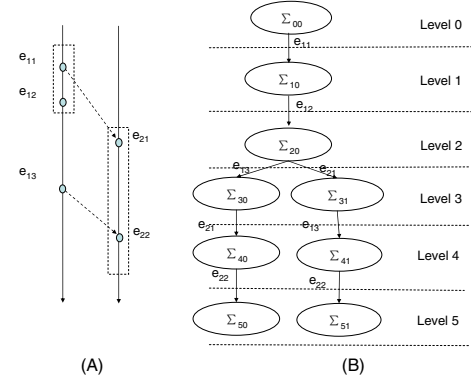 e11
e12
e13
e21
e22
(A)
Σ00
Level 0
e11
Σ10
Level 1
e12
Σ20
Level 2
e13
e21
Σ30
Σ31
Level 3
e21
e13
Σ40
Σ41
Level 4
e22
e22
Σ50
Σ51
Level 5
(B)